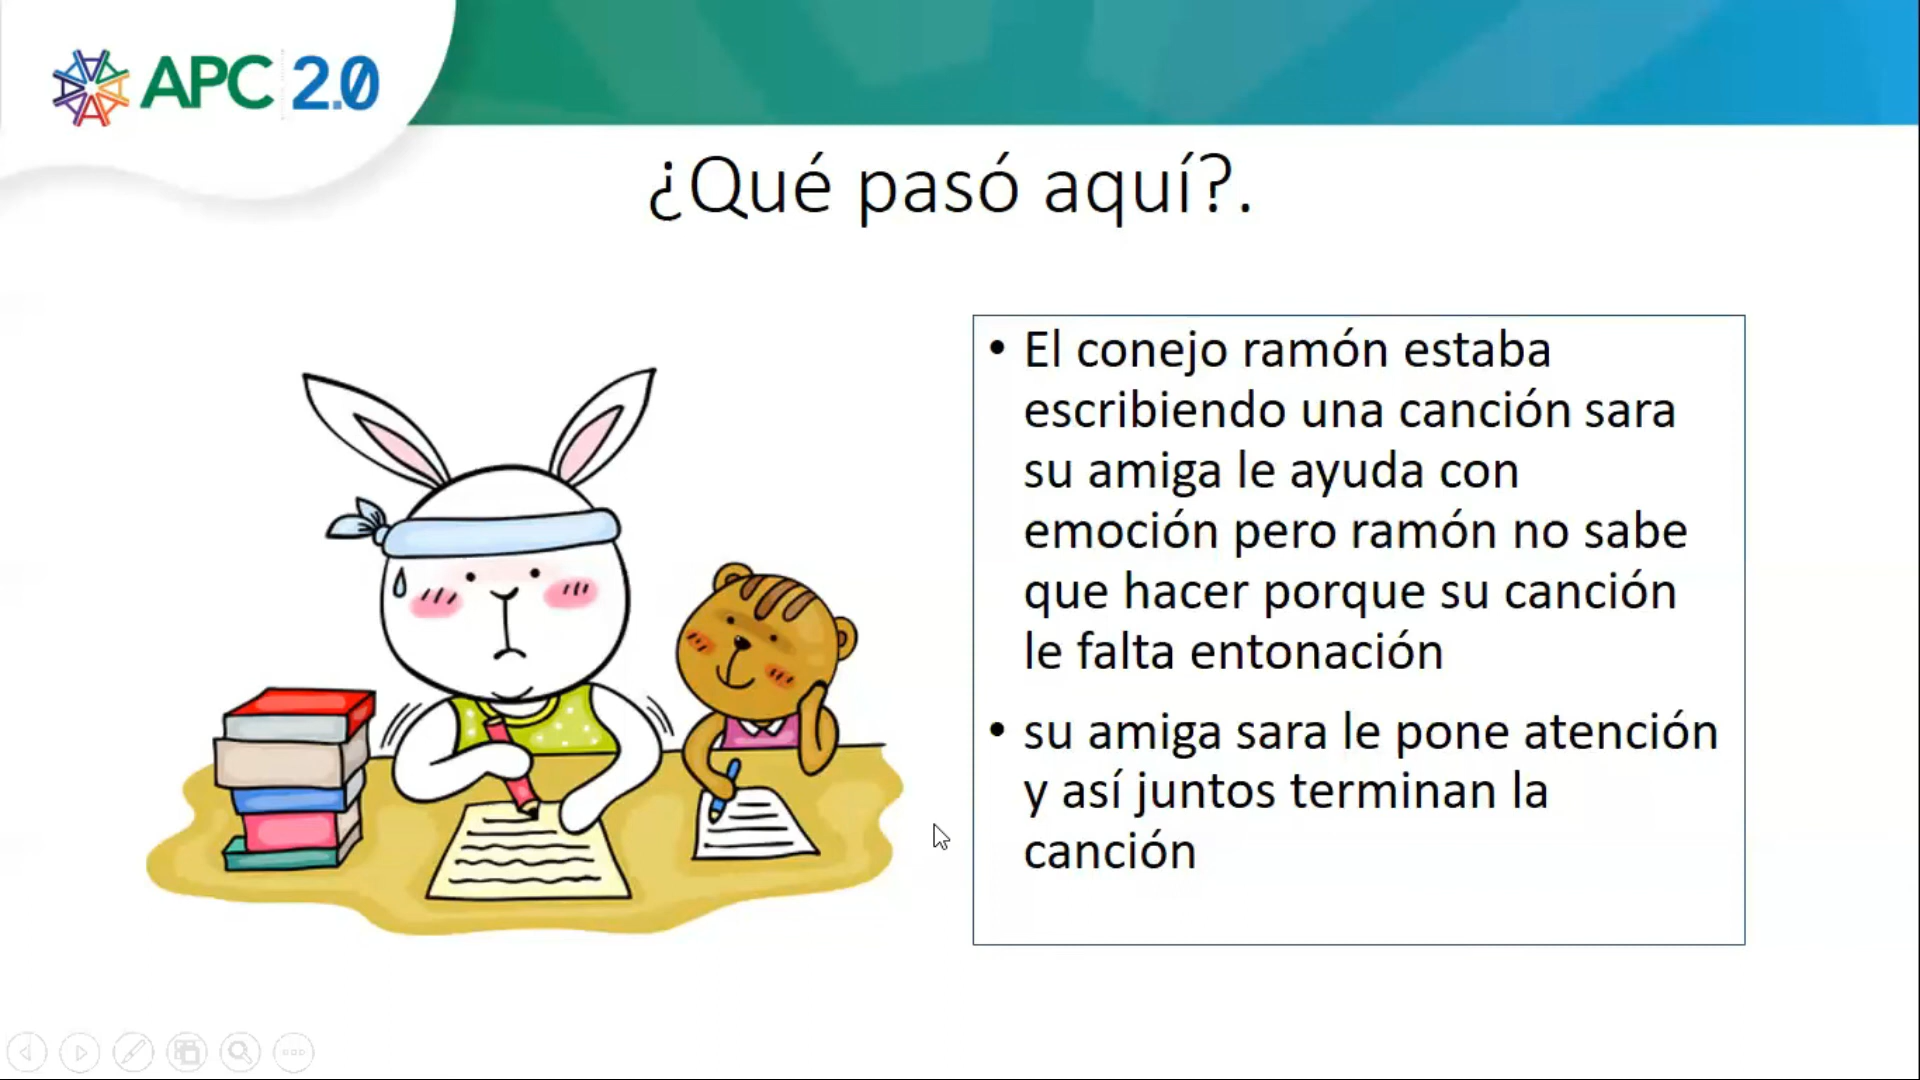 APC 2.0
¿Qué pasó aquí?.
• El conejo ramón estaba
escribiendo una canción sara
su amiga le ayuda con
emoción pero ramón no sabe
que hacer porque su canción
le falta entonación
• su amiga sara le pone atención
y así juntos terminan la
canción